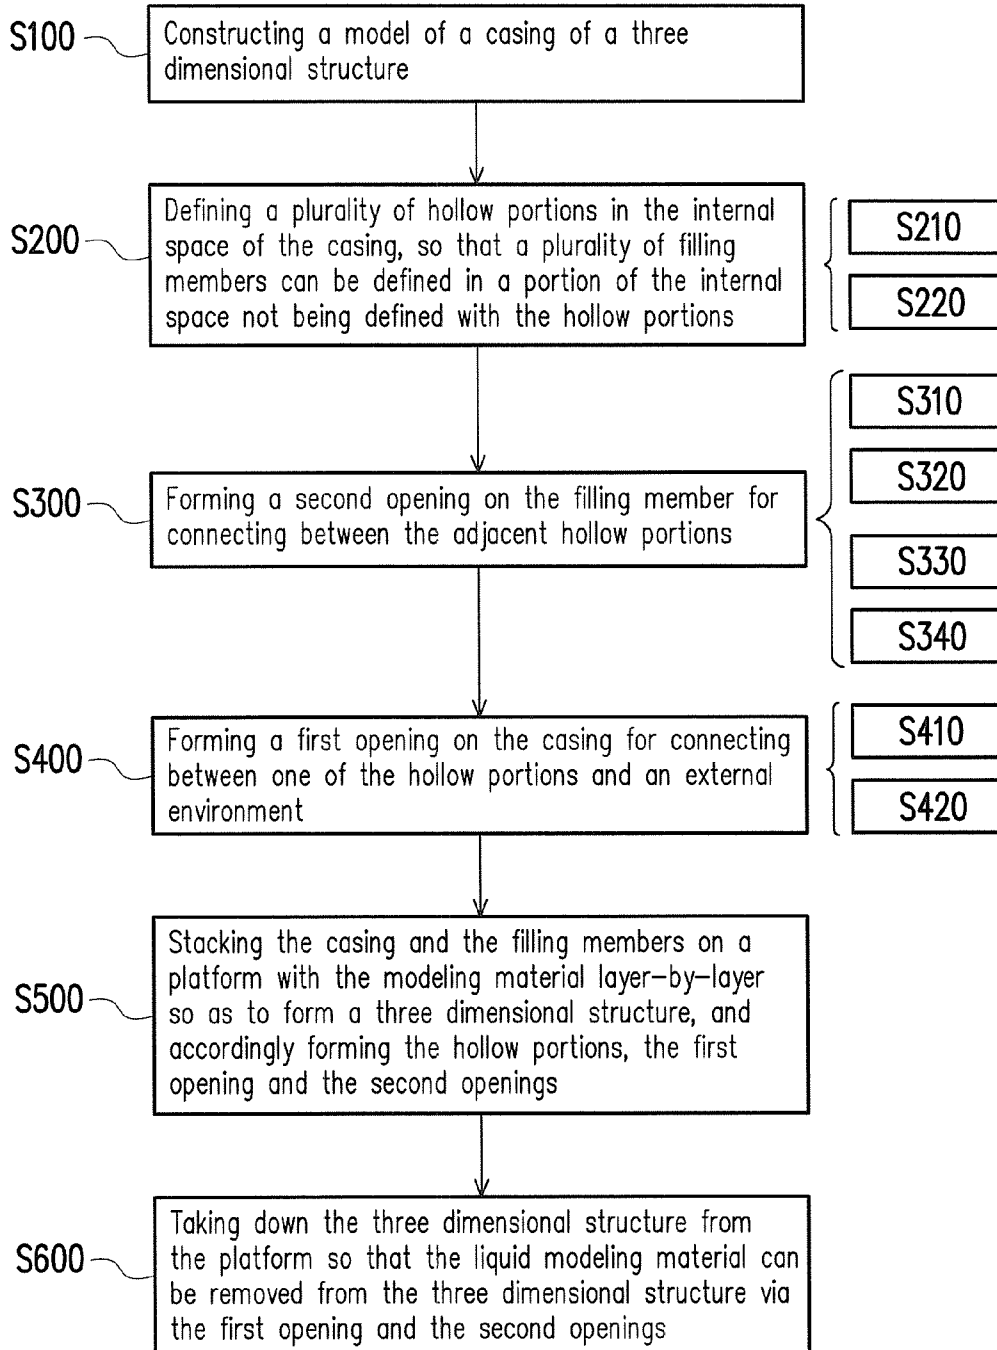 S100
Constructing a model of a casing of a three
dimensional structure
S200
Defining a plurality of hollow portions in the internal
space of the casing, so that a plurality of filling
members can be defined in a portion of the internal
space not being defined with the hollow portions
S210
S220
S300
Forming a second opening on the filling member for
connecting between the adjacent hollow portions
S310
S320
S330
S340
S400
Forming a first opening on the casing for connecting
between one of the hollow portions and an external
environment
S410
S420
S500
Stacking the casing and the filling members on a
platform with the modeling material layer-by-layer
so as to form a three dimensional structure, and
accordingly forming the hollow portions, the first
opening and the second openings
S600
Taking down the three dimensional structure from
the platform so that the liquid modeling material can
be removed from the three dimensional structure via
the first opening and the second openings